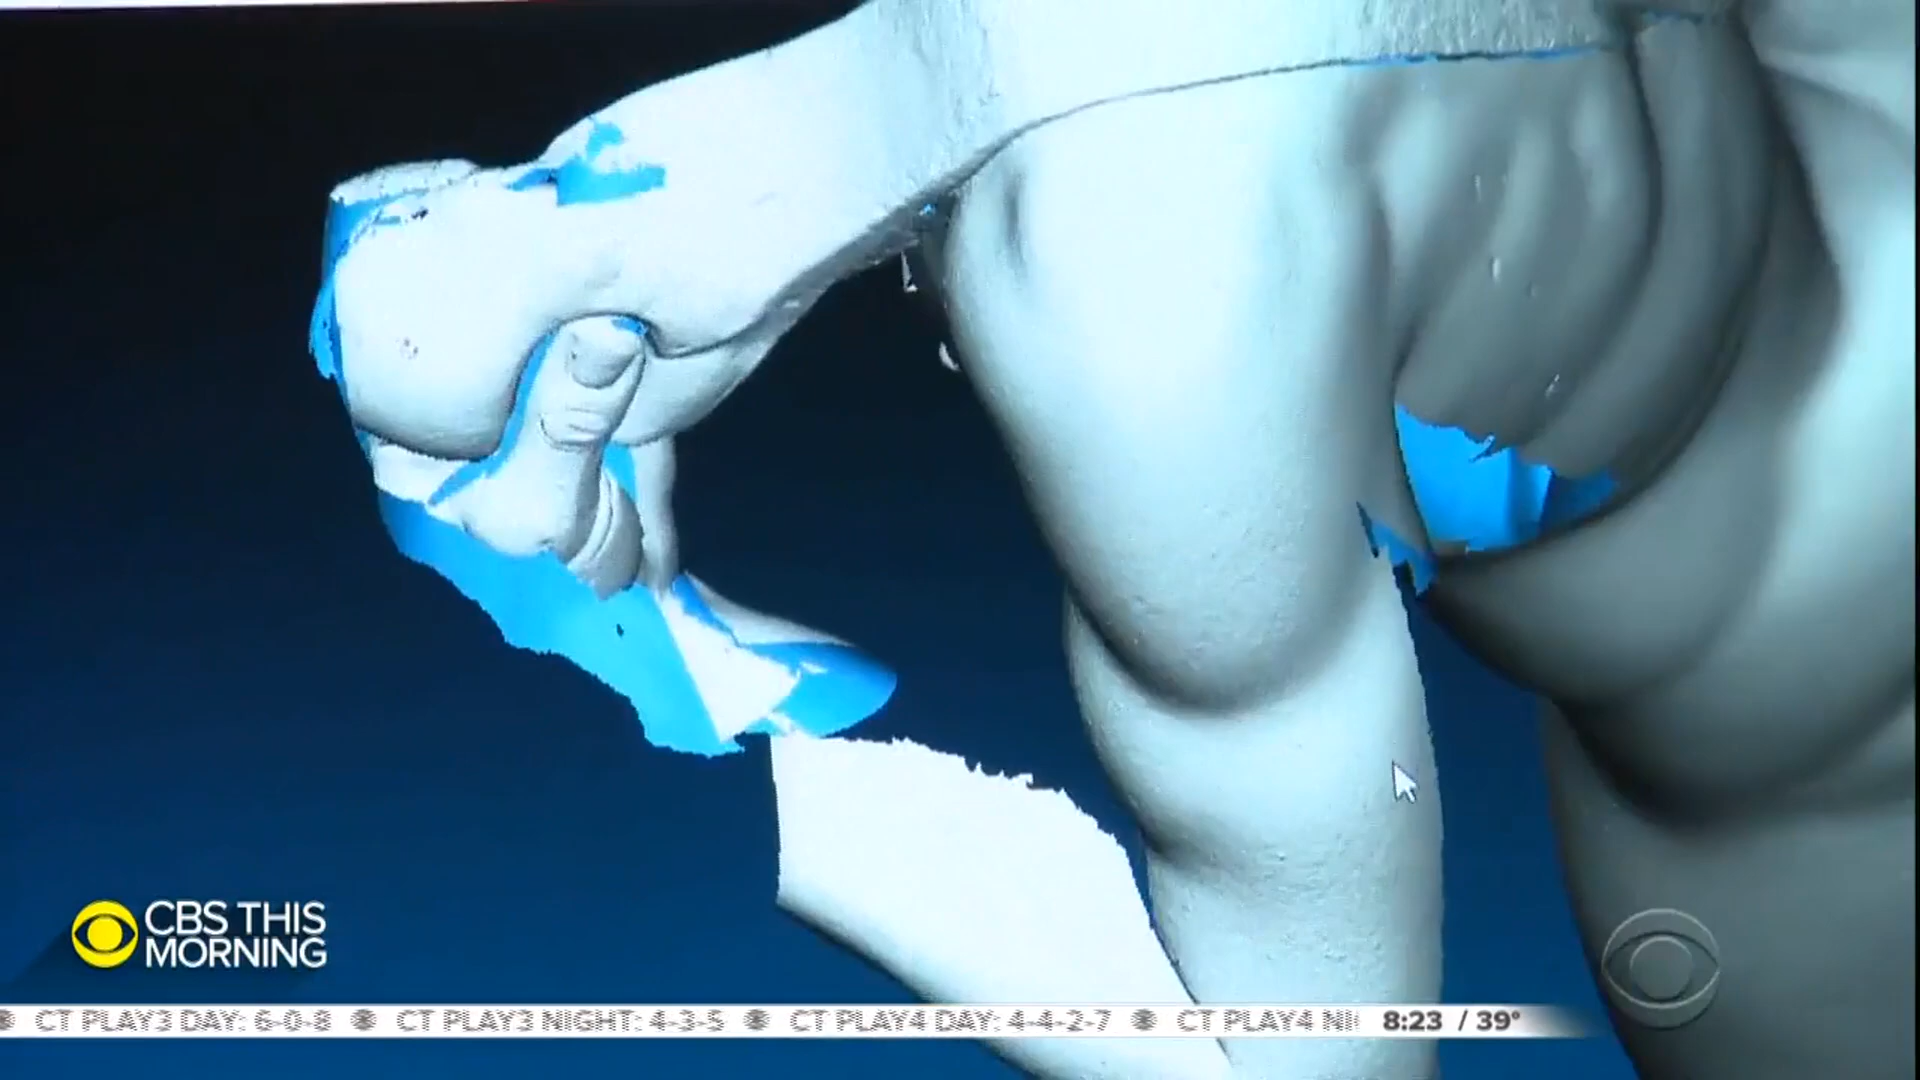 CBS THIS
MORNING
CT PLAY3 DAY: 6-0-8 CT PLAY3 NIGHT: 4-3-5 CT PLAY4 DAY: 4-4-2-7 CT PLAY4 NI 8:23 / 39°